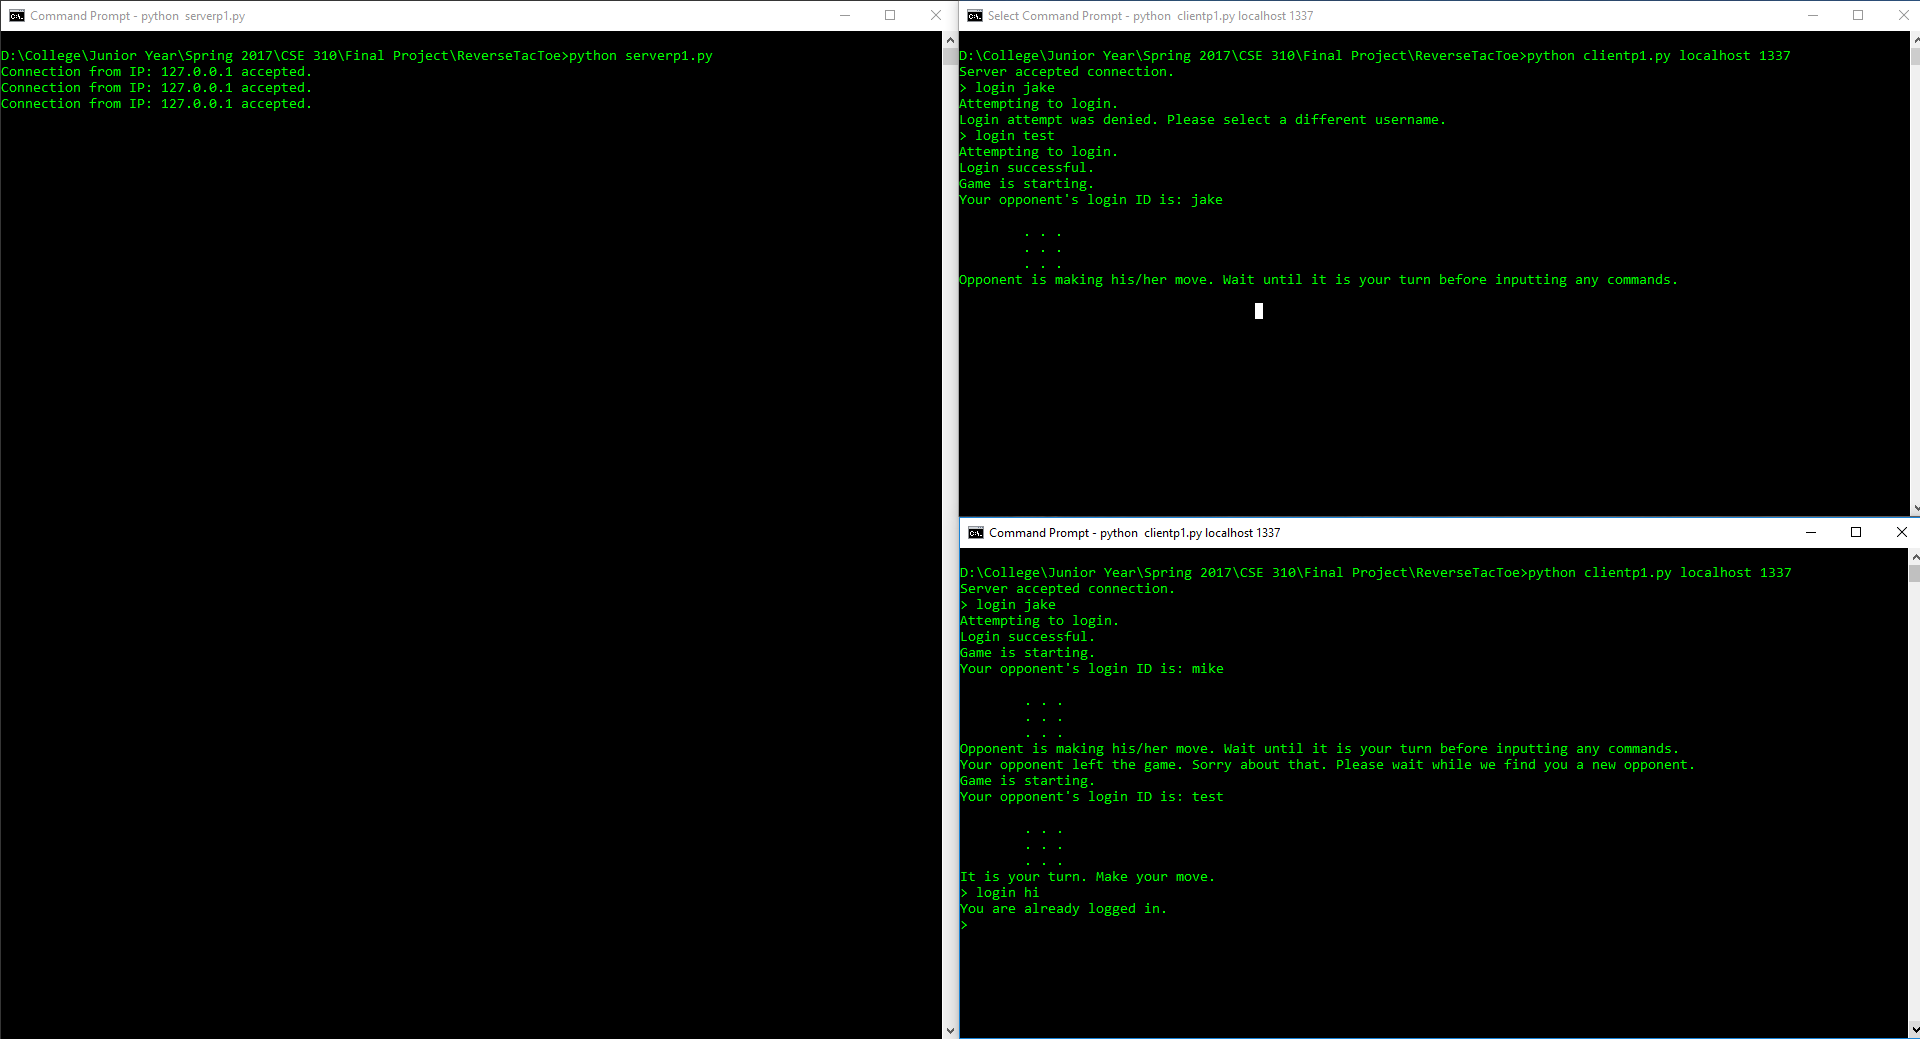 Command Prompt - python  serverp1.py
D:\College\Junior Year\Spring 2017\CSE 310\Final Project\ReverseTacToe>python serverp1.py
Connection from IP: 127.0.0.1 accepted.
Connection from IP: 127.0.0.1 accepted.
Connection from IP: 127.0.0.1 accepted.
Select Command Prompt - python  clientp1.py localhost 1337
D:\College\Junior Year\Spring 2017\CSE 310\Final Project\ReverseTacToe>python clientp1.py localhost 1337
Server accepted connection.
> login jake
Attempting to login.
Login attempt was denied. Please select a different username.
> login test
Attempting to login.
Login successful.
Game is starting.
Your opponent's login ID is: jake
. . .
. . .
. . .
Opponent is making his/her move. Wait until it is your turn before inputting any commands.
Command Prompt - python  clientp1.py localhost 1337
D:\College\Junior Year\Spring 2017\CSE 310\Final Project\ReverseTacToe>python clientp1.py localhost 1337
Server accepted connection.
> login jake
Attempting to login.
Login successful.
Game is starting.
Your opponent's login ID is: mike
. . .
. . .
. . .
Opponent is making his/her move. Wait until it is your turn before inputting any commands.
Your opponent left the game. Sorry about that. Please wait while we find you a new opponent.
Game is starting.
Your opponent's login ID is: test
. . .
. . .
. . .
It is your turn. Make your move.
> login hi
You are already logged in.
>